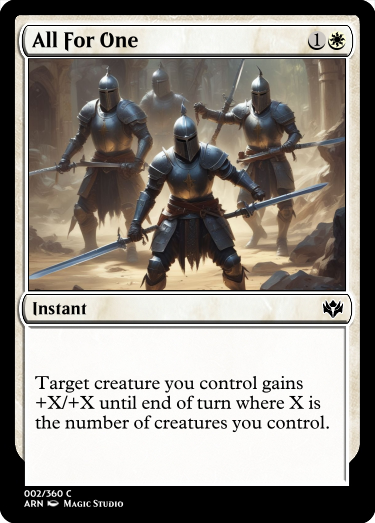 All For One 1
Instant
Target creature you control gains
+X/+X until end of turn where X is
the number of creatures you control.
002/360 C
ARN Magic Studio